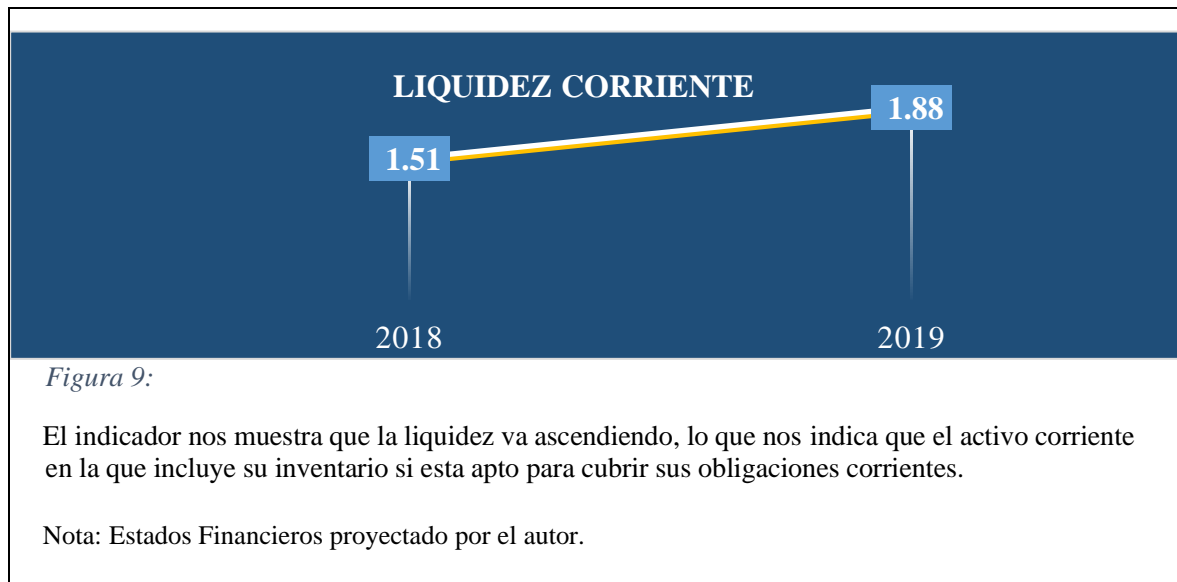 LIQUIDEZ CORRIENTE
1.88
1.51
2018 2019
Figura 9:
El indicador nos muestra que la liquidez va ascendiendo, lo que nos indica que el activo corriente
en la que incluye su inventario si esta apto para cubrir sus obligaciones corrientes.
Nota: Estados Financieros proyectado por el autor.